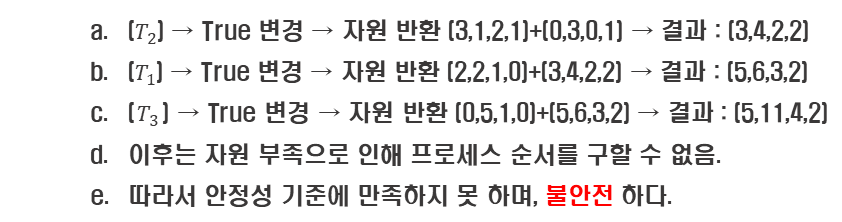 a. (T₂) → True 변경 → 자원 반환 (3,1,2,1)+(0,3,0,1) → 결과 : (3,4,2,2)
b. (T₁) → True 변경 → 자원 반환 (2,2,1,0)+(3,4,2,2) → 결과 : (5,6,3,2)
c. (T₃ ) → True 변경 → 자원 반환 (0,5,1,0)+(5,6,3,2) → 결과 : (5,11,4,2)
d. 이후는 자원 부족으로 인해 프로세스 순서를 구할 수 없음.
e. 따라서 안정성 기준에 만족하지 못 하며, 불안전 하다.